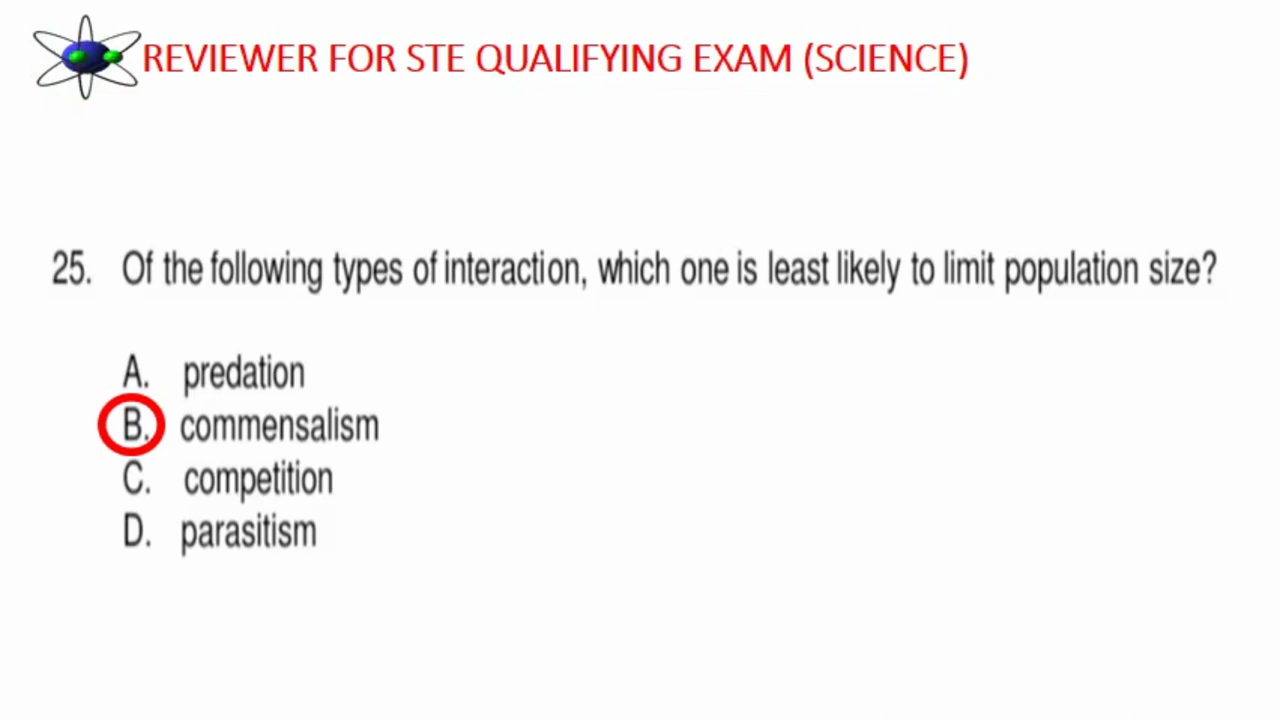 REVIEWER FOR STE QUALIFYING EXAM (SCIENCE)
25. Of the following types of interaction, which one is least likely to limit population size?
A. predation
B. commensalism
C. competition
D. parasitism